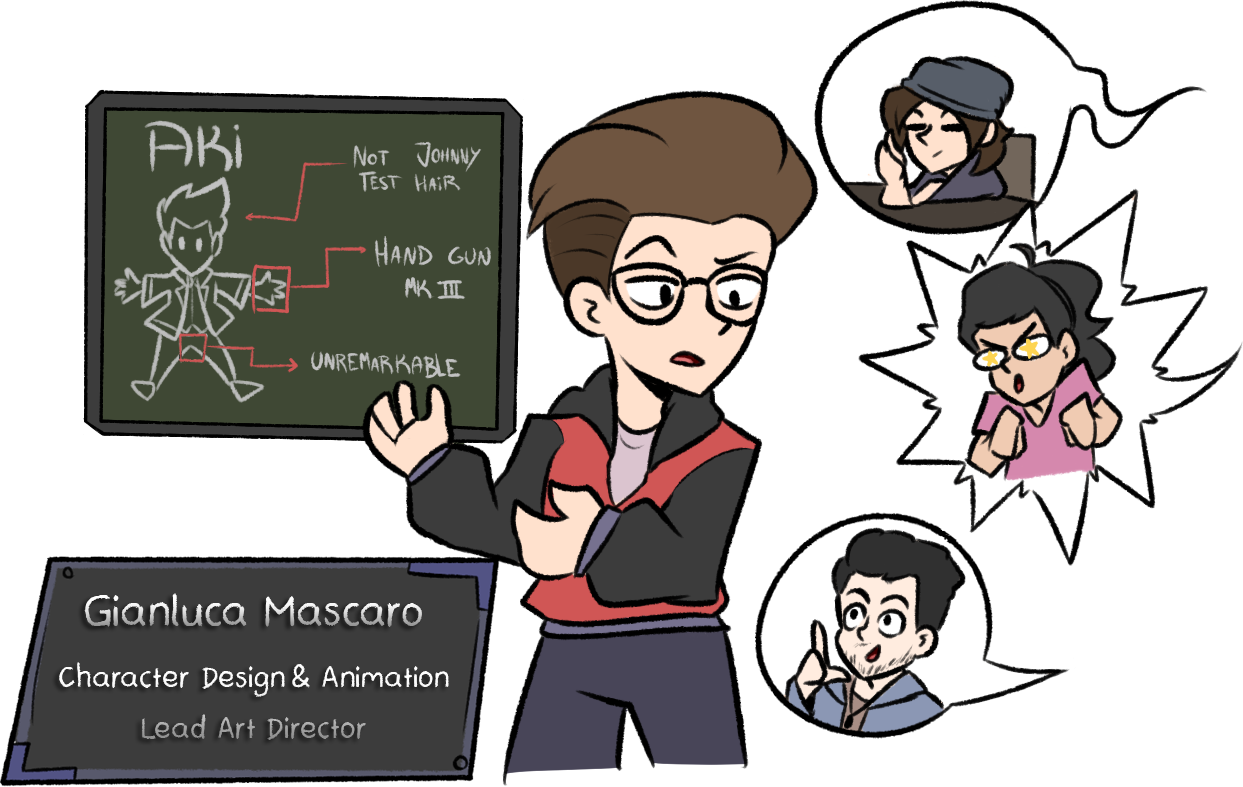 AKi
NOT JOHNNY
TEST HAiR
HAND GUN
MK III
UNREMARKABLE
Gianluca Mascaro
Character Design & Animation
Lead Art Director